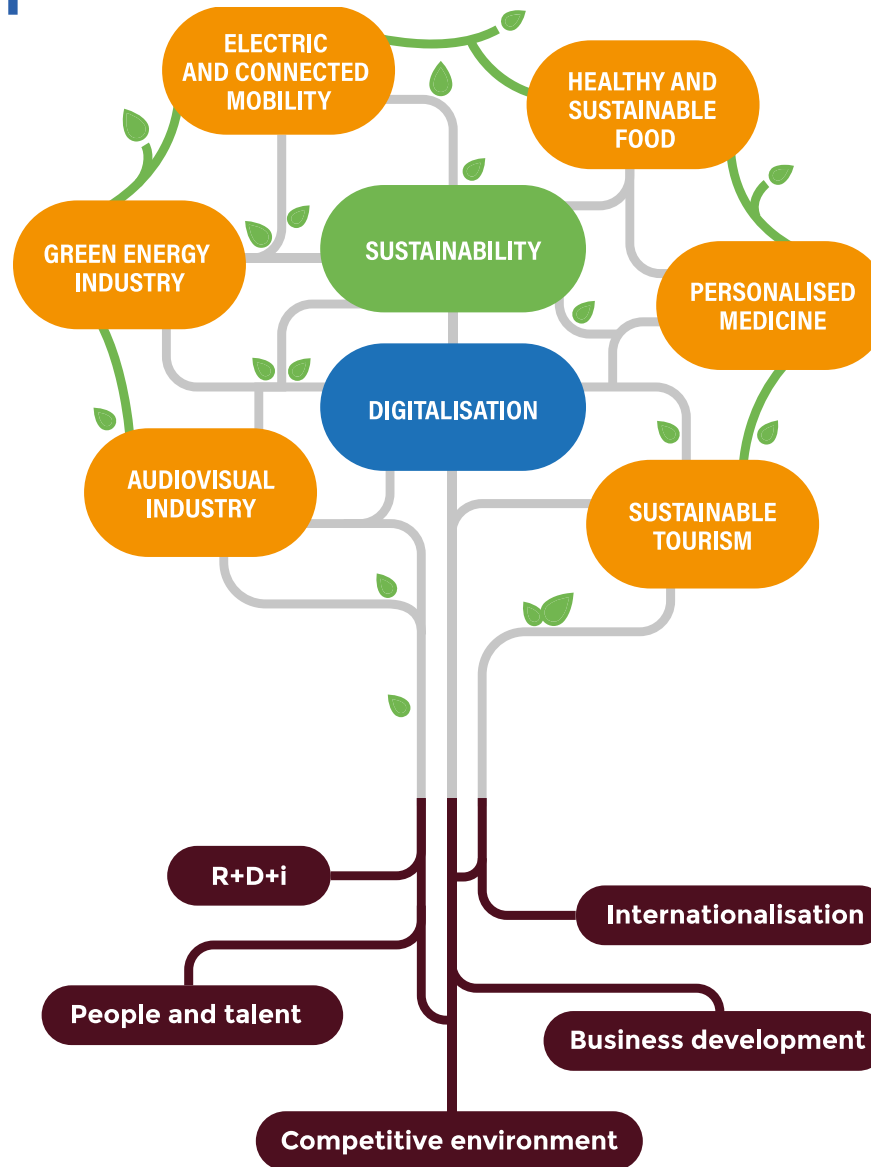 ELECTRIC
AND CONNECTED
MOBILITY
HEALTHY AND
SUSTAINABLE
FOOD
SUSTAINABILITY
GREEN ENERGY
INDUSTRY
PERSONALISED
MEDICINE
DIGITALISATION
AUDIOVISUAL
INDUSTRY
SUSTAINABLE
TOURISM
R+D+i
Internationalisation
People and talent
Business development
Competitive environment